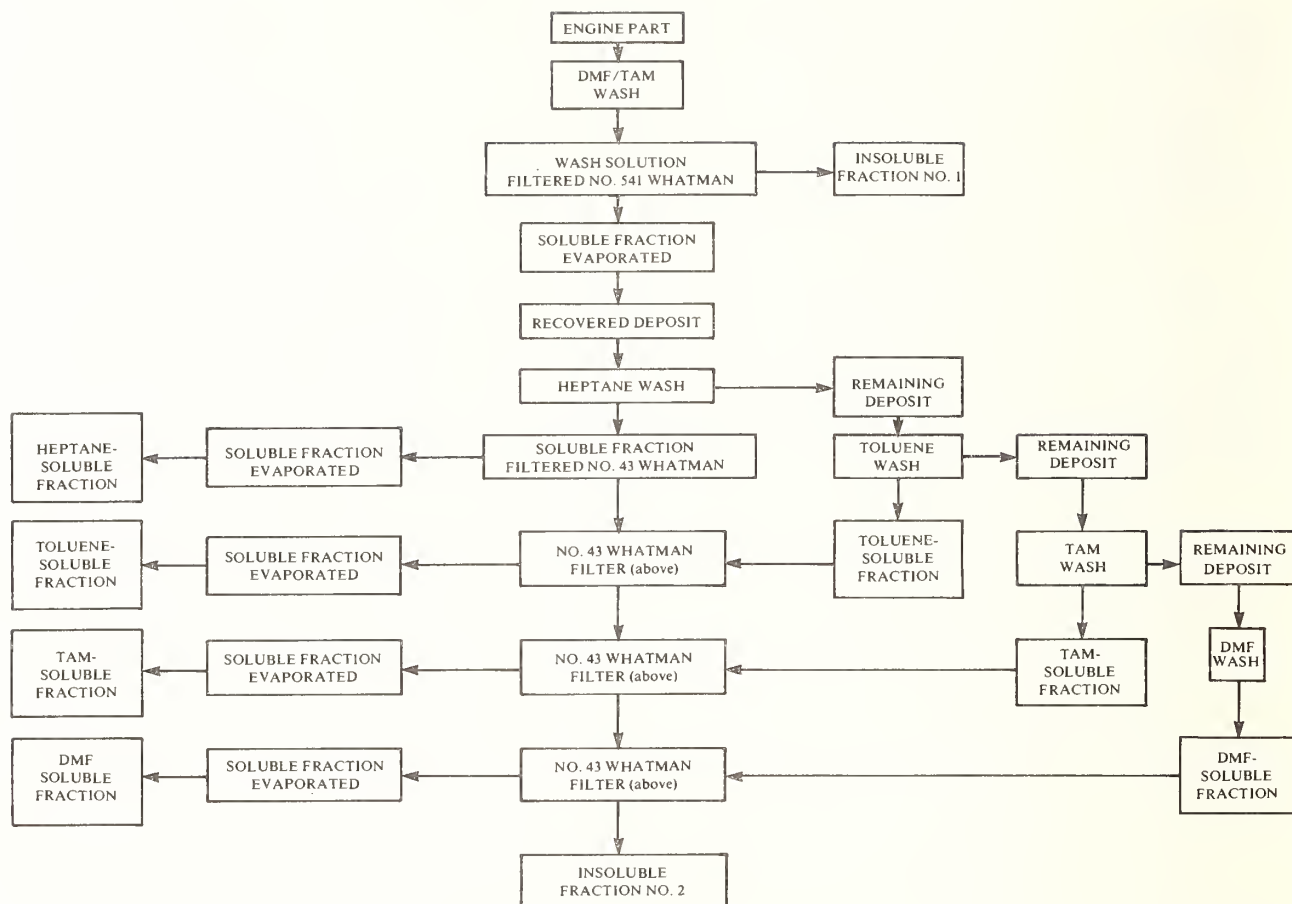 ENGINE PART
DMF/TAM
WASH
WASH SOLUTION
FILTERED NO. 541 WHATMAN
INSOLUBLE
FRACTION NO. 1
SOLUBLE FRACTION
EVAPORATED
RECOVERED DEPOSIT
HEPTANE WASH
REMAINING
DEPOSIT
HEPTANE-
SOLUBLE
FRACTION
SOLUBLE FRACTION
EVAPORATED
SOLUBLE FRACTION
FILTERED NO. 43 WHATMAN
TOLUENE
WASH
REMAINING
DEPOSIT
TOLUENE-
SOLUBLE
FRACTION
SOLUBLE FRACTION
EVAPORATED
NO. 43 WHATMAN
FILTER (above)
TOLUENE-
SOLUBLE
FRACTION
TAM
WASH
REMAINING
DEPOSIT
TAM-
SOLUBLE
FRACTION
SOLUBLE FRACTION
EVAPORATED
NO. 43 WHATMAN
FILTER (above)
TAM-
SOLUBLE
FRACTION
DMF
WASH
DMF
SOLUBLE
FRACTION
SOLUBLE FRACTION
EVAPORATED
NO. 43 WHATMAN
FILTER (above)
DMF-
SOLUBLE
FRACTION
INSOLUBLE
FRACTION NO. 2